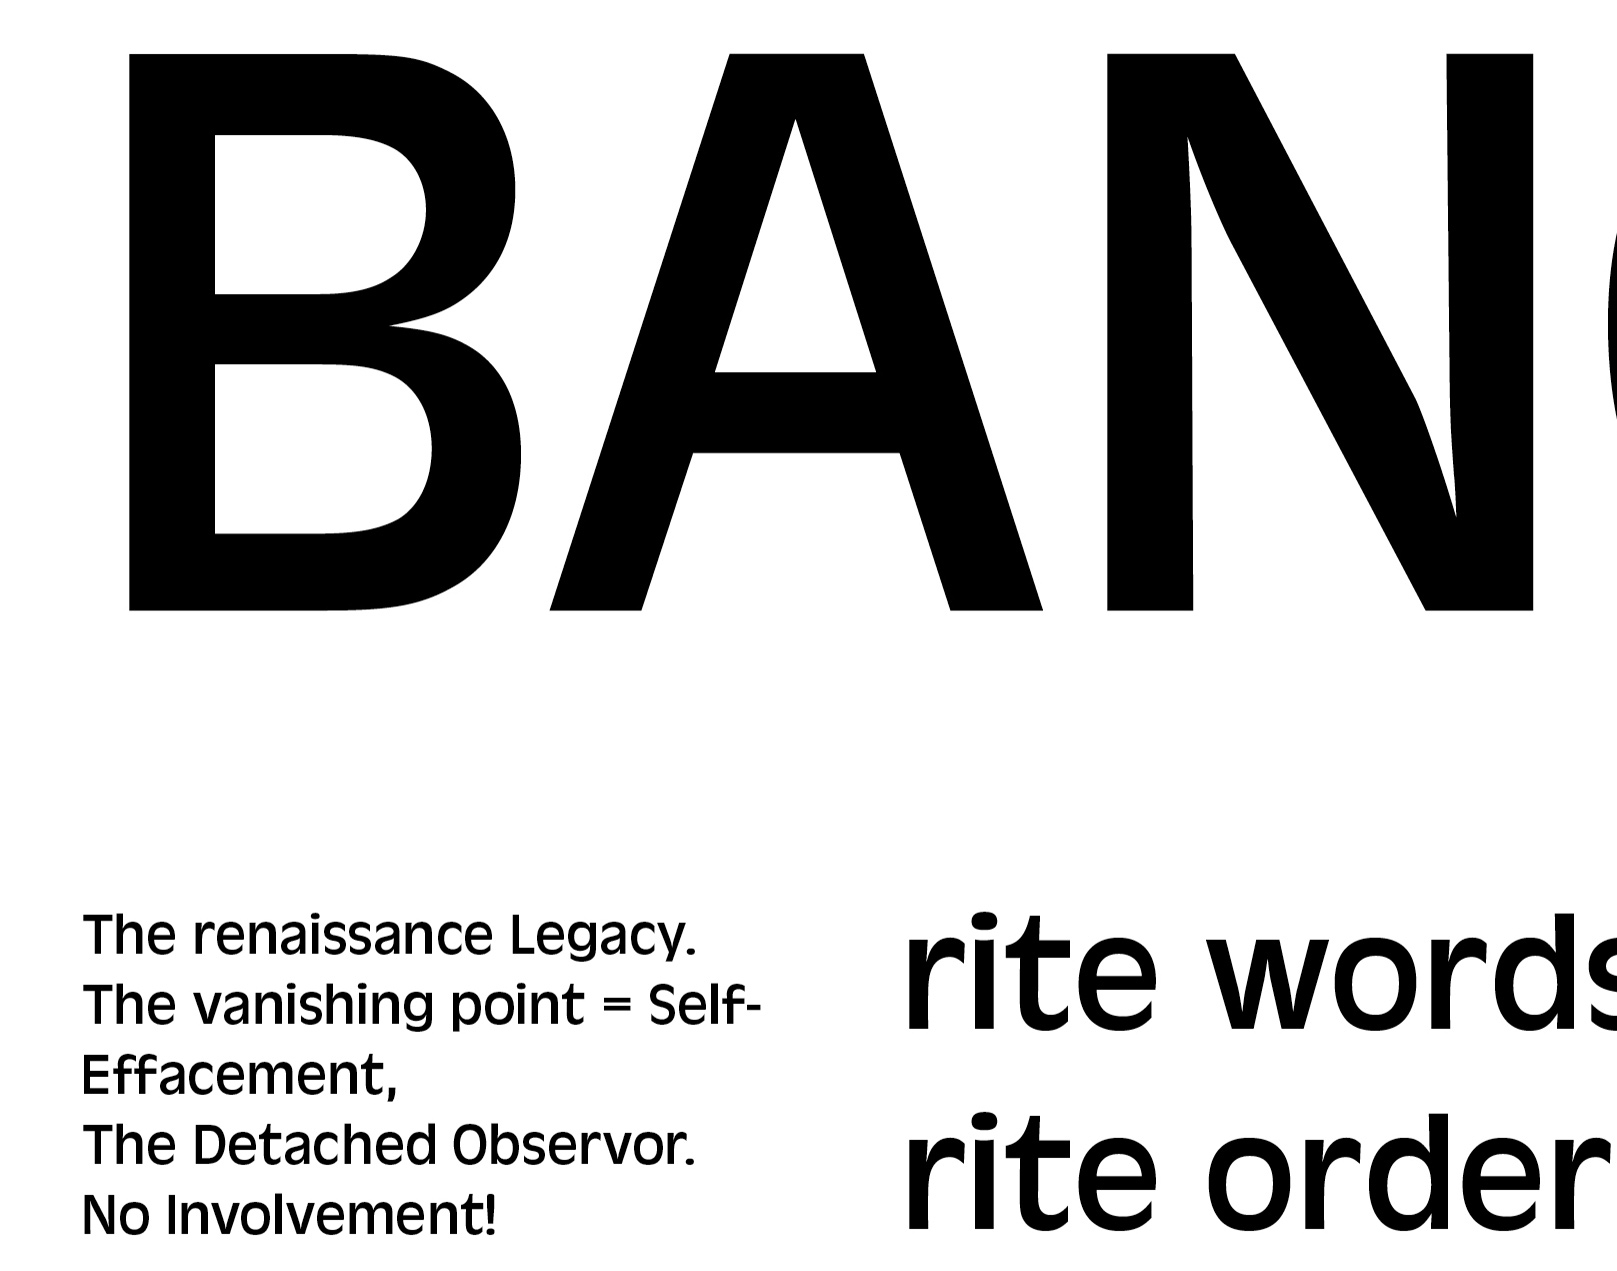 BAN
The renaissance Legacy.
The vanishing point = Self-
Effacement,
The Detached Observor.
No Involvement!
rite words
rite order